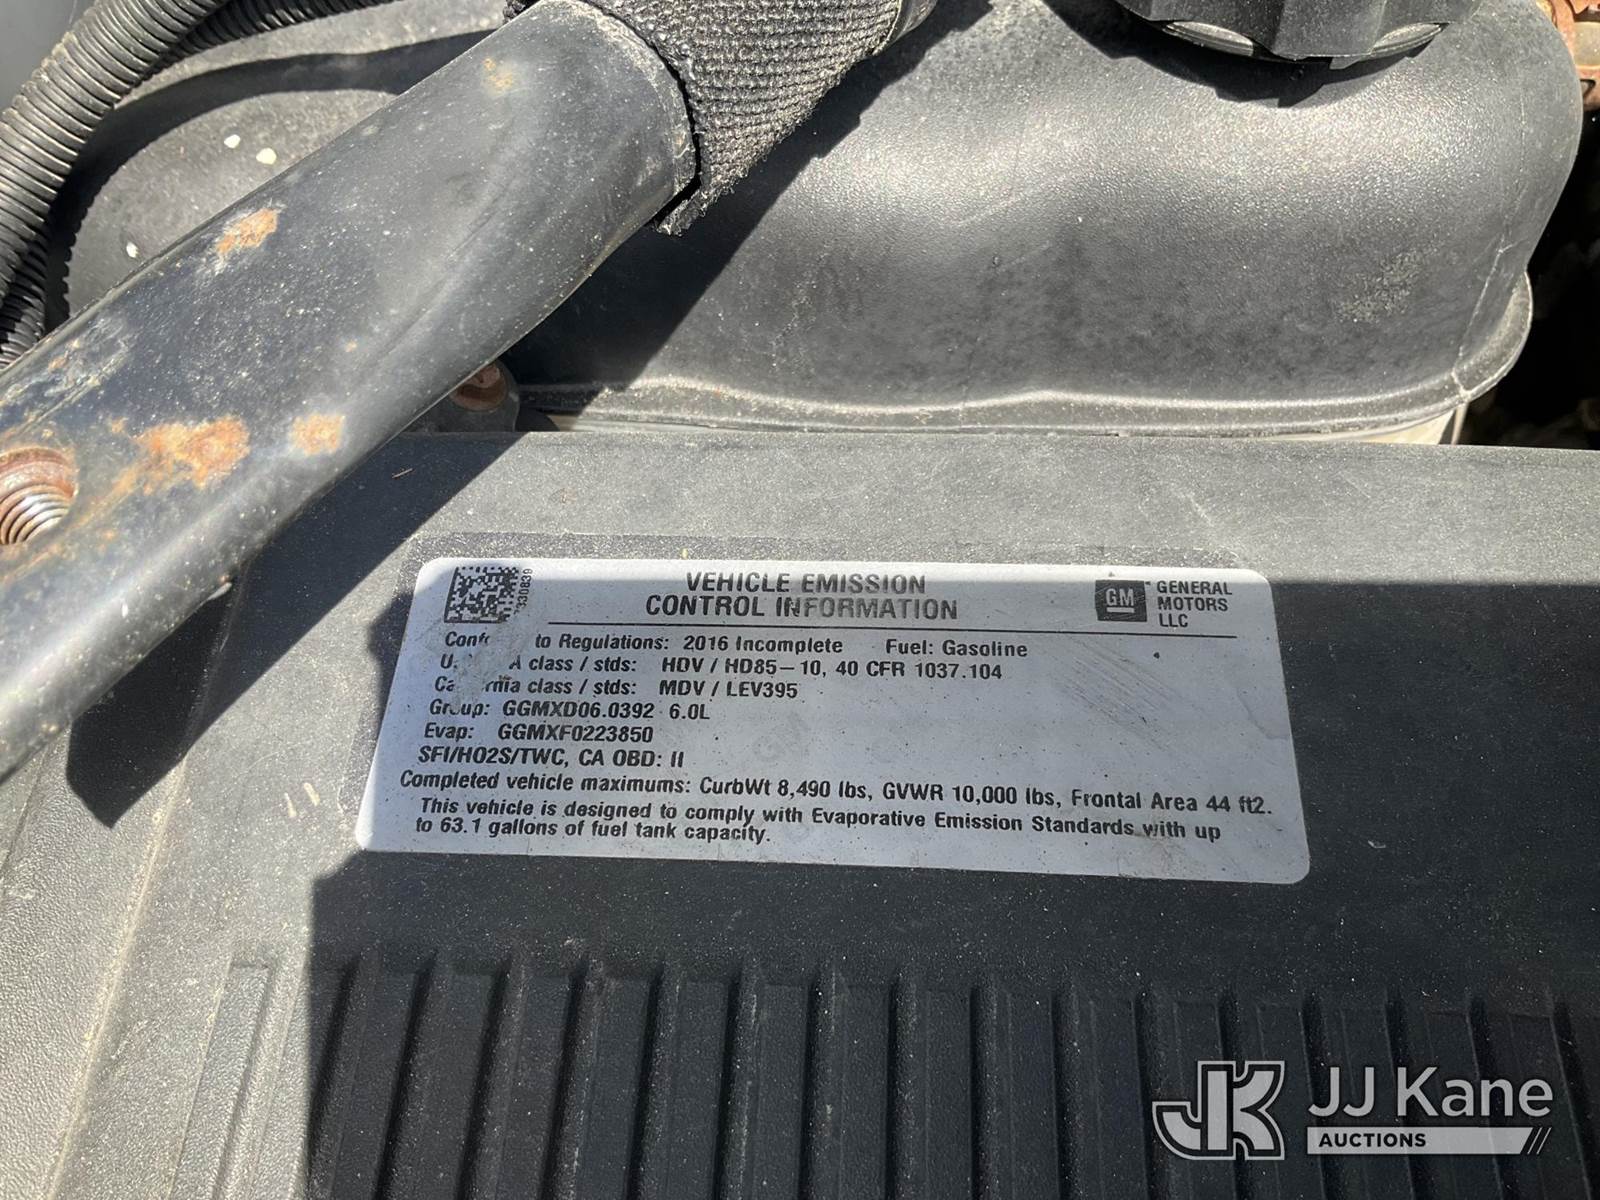 VEHICLE EMISSION
CONTROL INFORMATION
GM
GENERAL
MOTORS
LLC
to Regulations: 2016 Incomplete Fuel: Gasoline
class / stds: HDV / HD85-10, 40 CFR 1037.104
class / stds: MDV / LEV395
Group: GGMXD06.0392 6.0L
Evap: GGMXF0223850
SFI/HO2S/TWC, CA OBD: II
Completed vehicle maximums: CurbWt 8,490 lbs, GVWR 10,000 lbs, Frontal Area 44 ft2.
This vehicle is designed to comply with Evaporative Emission Standards with up
to 63.1 gallons of fuel tank capacity.
JK JJ Kane
AUCTIONS